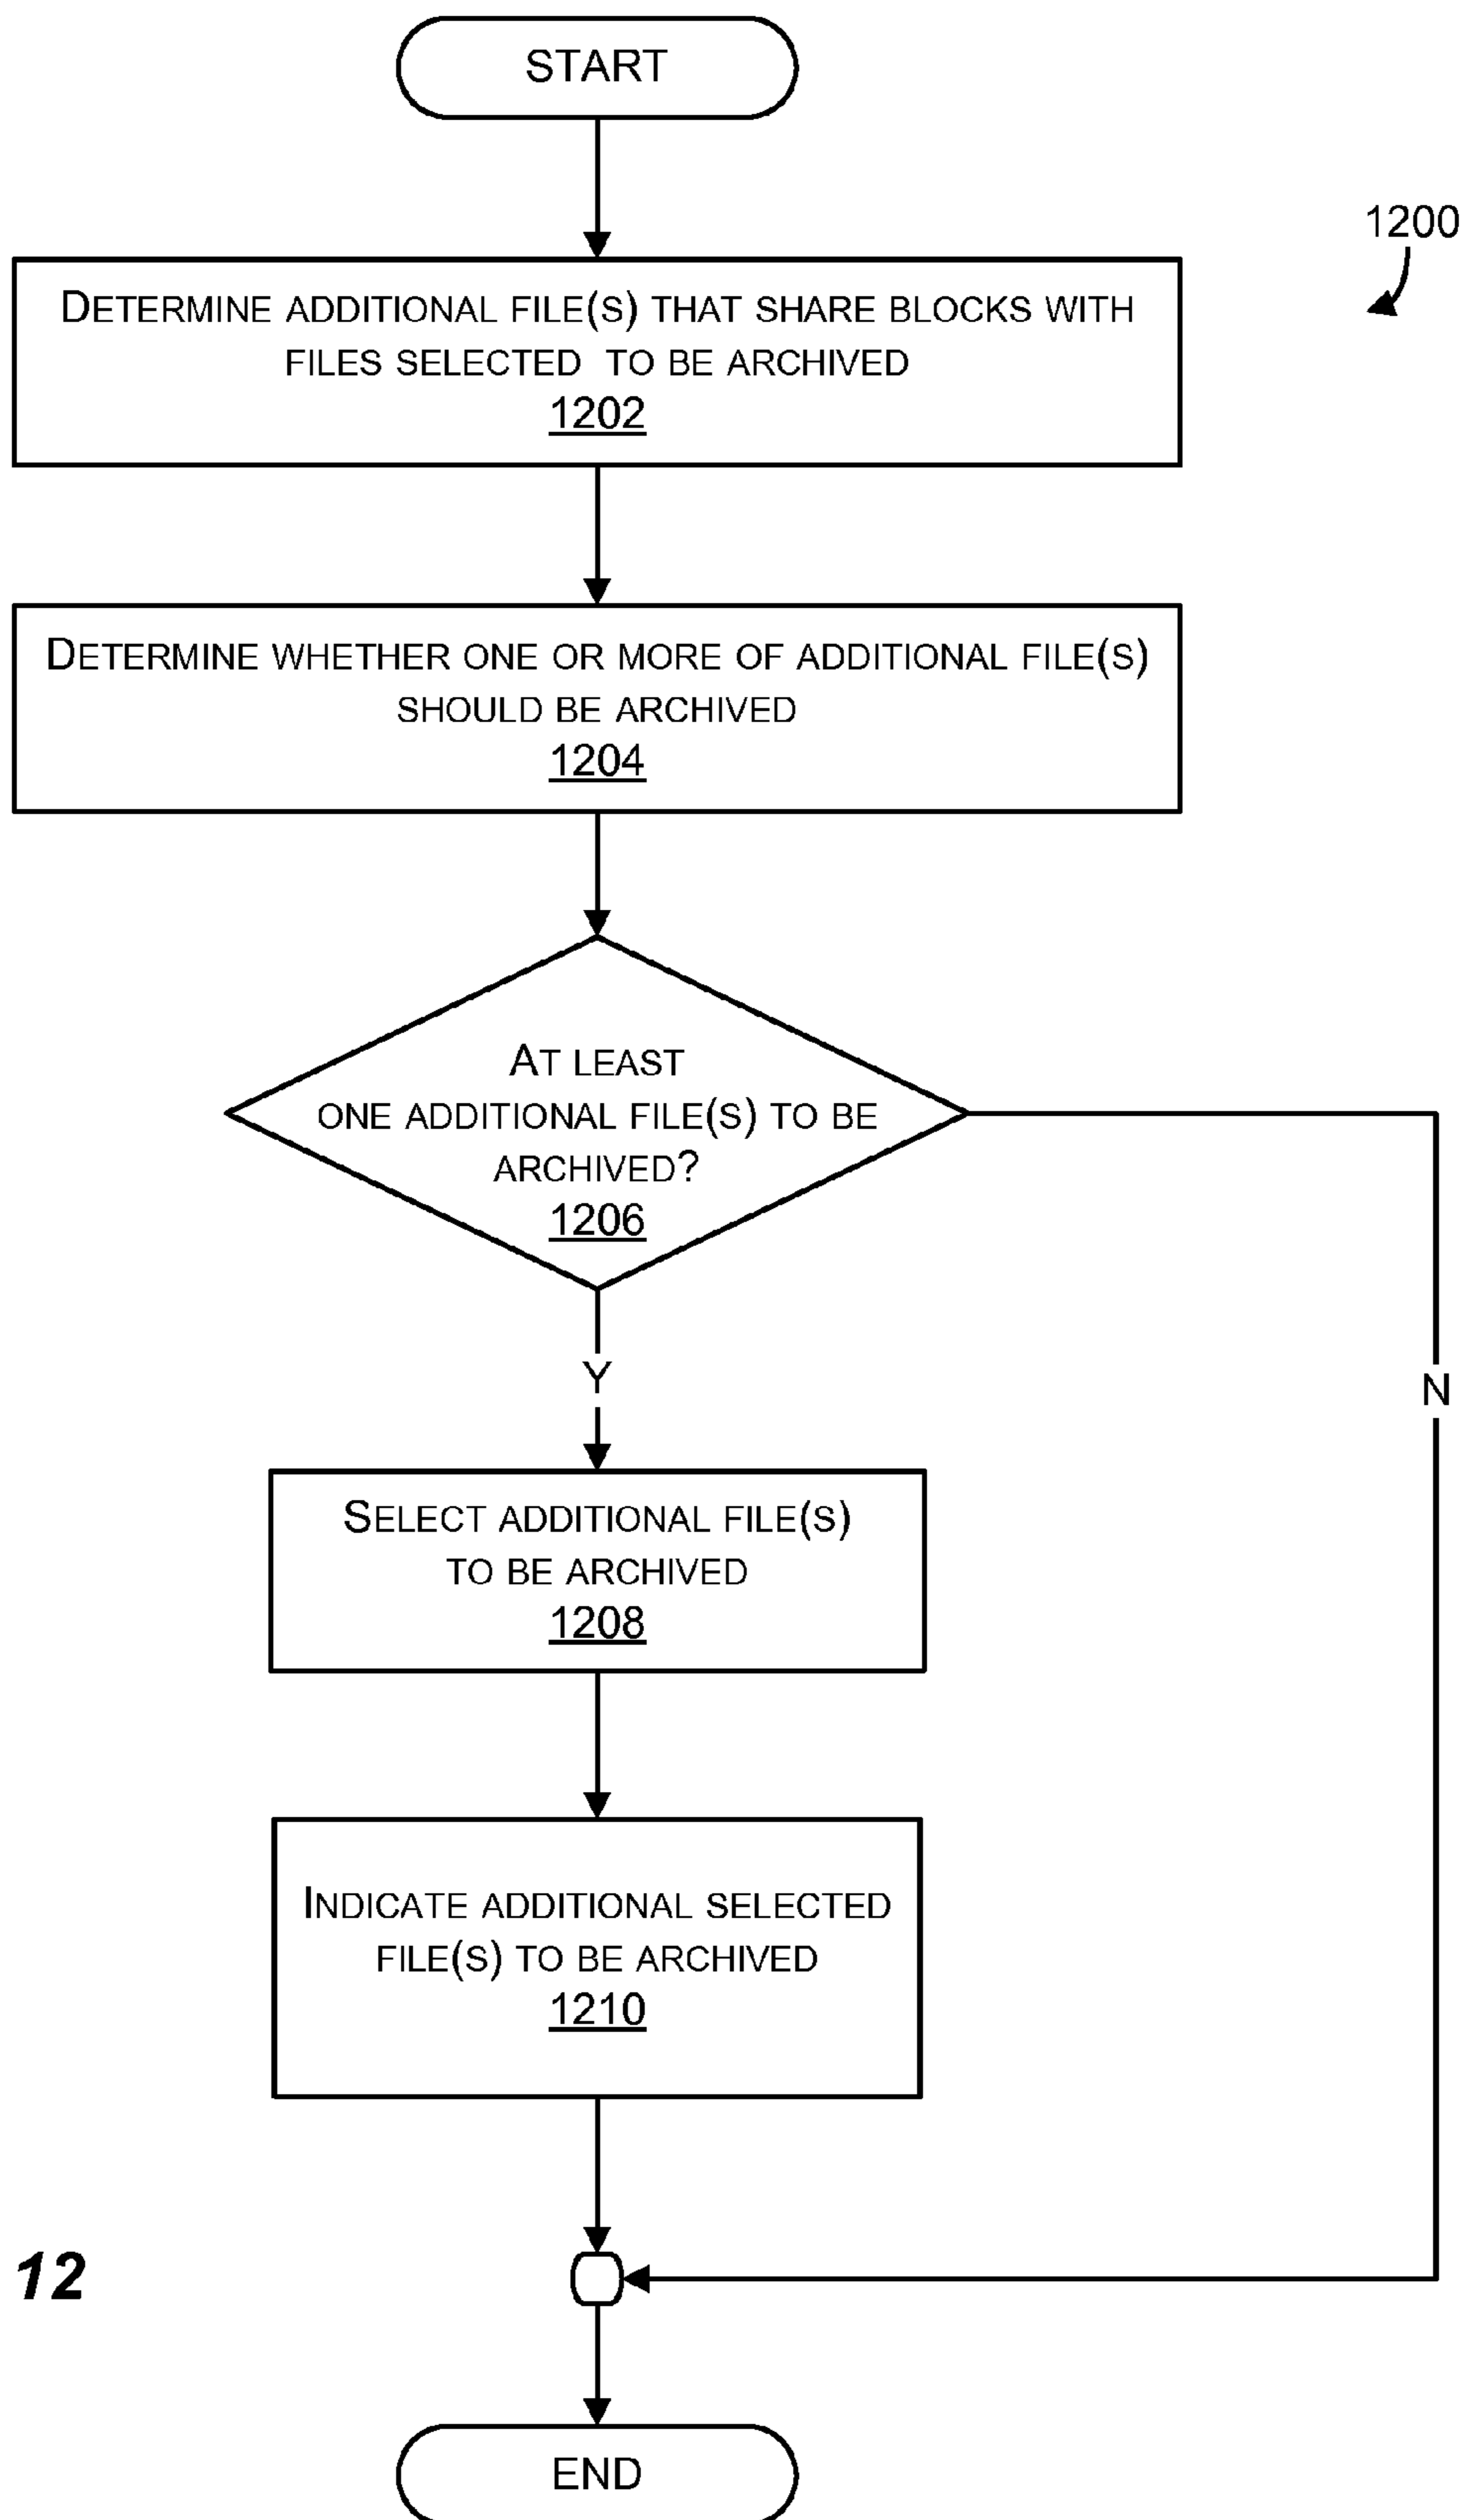 START
1200
DETERMINE ADDITIONAL FILE(S) THAT SHARE BLOCKS WITH
FILES SELECTED TO BE ARCHIVED
1202
DETERMINE WHETHER ONE OR MORE OF ADDITIONAL FILE(S)
SHOULD BE ARCHIVED
1204
AT LEAST
ONE ADDITIONAL FILE(S) TO BE
ARCHIVED?
1206
Y
N
SELECT ADDITIONAL FILE(S)
TO BE ARCHIVED
1208
INDICATE ADDITIONAL SELECTED
FILE(S) TO BE ARCHIVED
1210
12
END